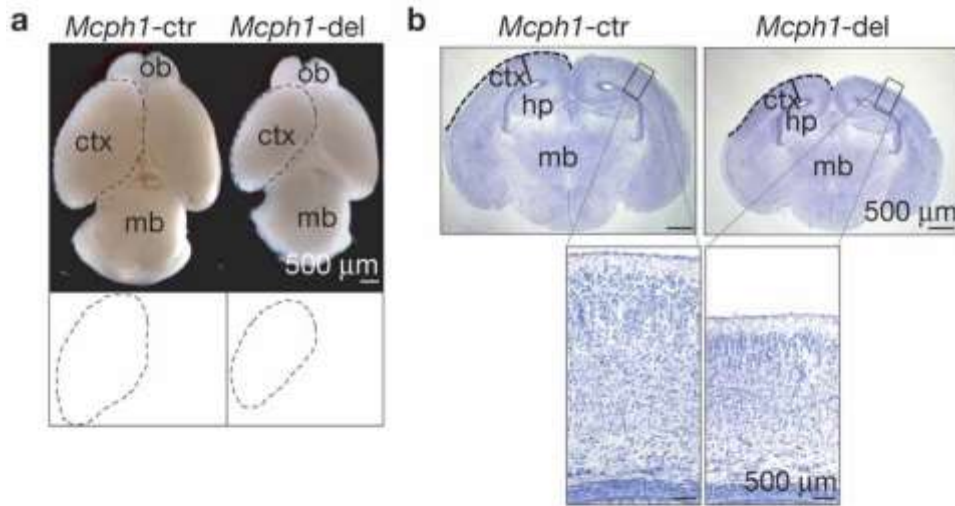 a
Mcph1-ctr
Mcph1-del
ob
ob
ctx
ctx
mb
mb
500 μm
b
Mcph1-ctr
Mcph1-del
ctx
hp
mb
ctx
hp
mb
500 μm
500 μm